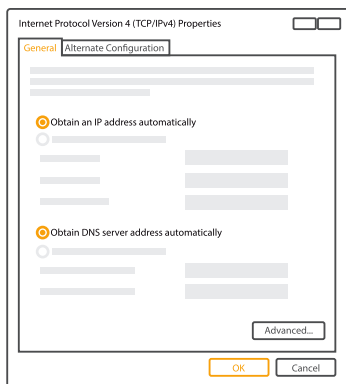 Internet Protocol Version 4 (TCP/IPv4) Properties
General Alternate Configuration
Obtain an IP address automatically
Obtain DNS server address automatically
Advanced...
OK Cancel